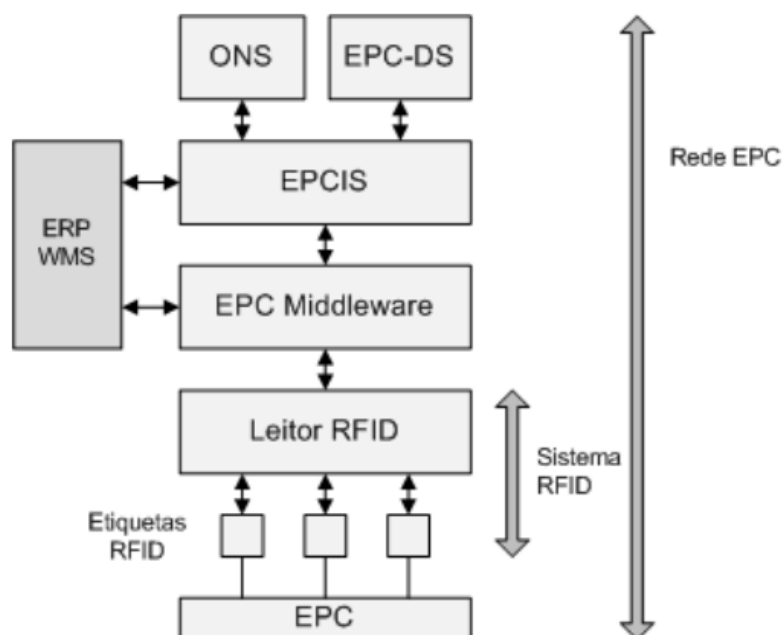 ONS
EPC-DS
Rede EPC
EPCIS
ERP
WMS
EPC Middleware
Leitor RFID
Sistema
RFID
Etiquetas
RFID
EPC